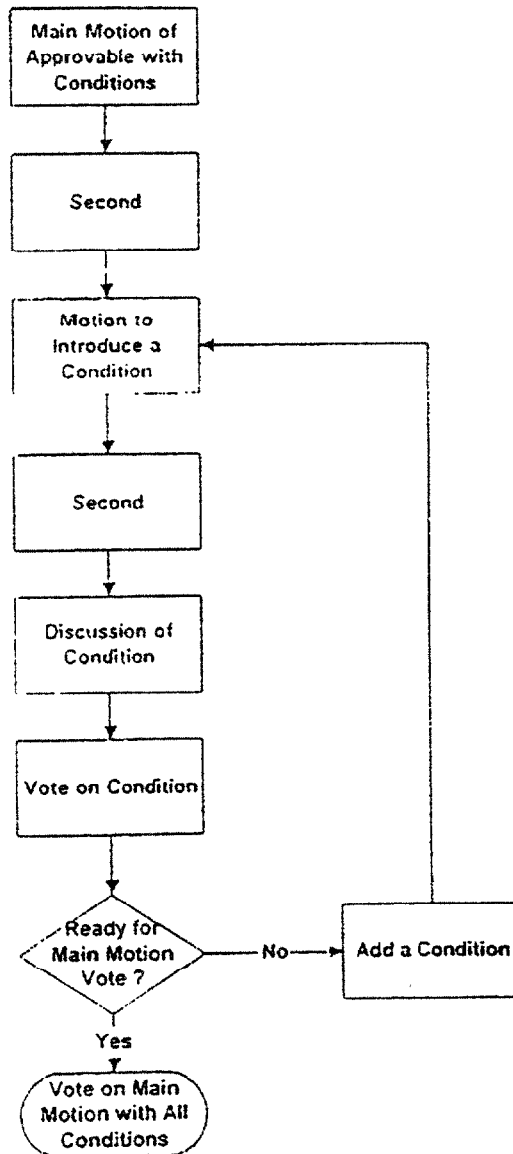 Main Motion of
Approvable with
Conditions
Second
Motion to
Introduce a
Condition
Second
Discussion of
Condition
Vote on Condition
Ready for
Main Motion
Vote ?
No
Add a Condition
Yes
Vote on Main
Motion with All
Conditions